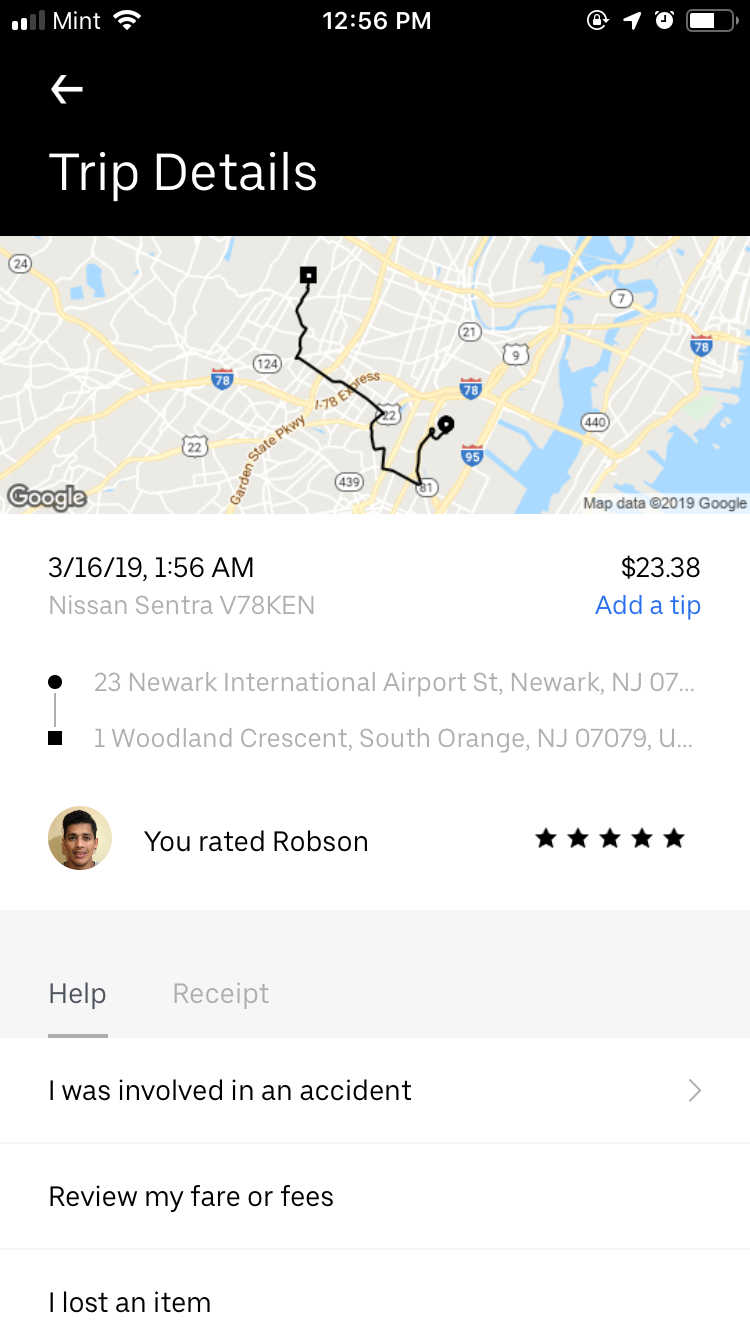 Mint 12:56 PM
Trip Details
24
7
21
9
78
124
78
I-78 Express
78
22
22
440
Garden State Pkwy
95
439
81
Google
Map data ©2019 Google
3/16/19, 1:56 AM $23.38
Nissan Sentra V78KEN Add a tip
23 Newark International Airport St, Newark, NJ 07...
1 Woodland Crescent, South Orange, NJ 07079, U...
You rated Robson
Help Receipt
I was involved in an accident
Review my fare or fees
I lost an item